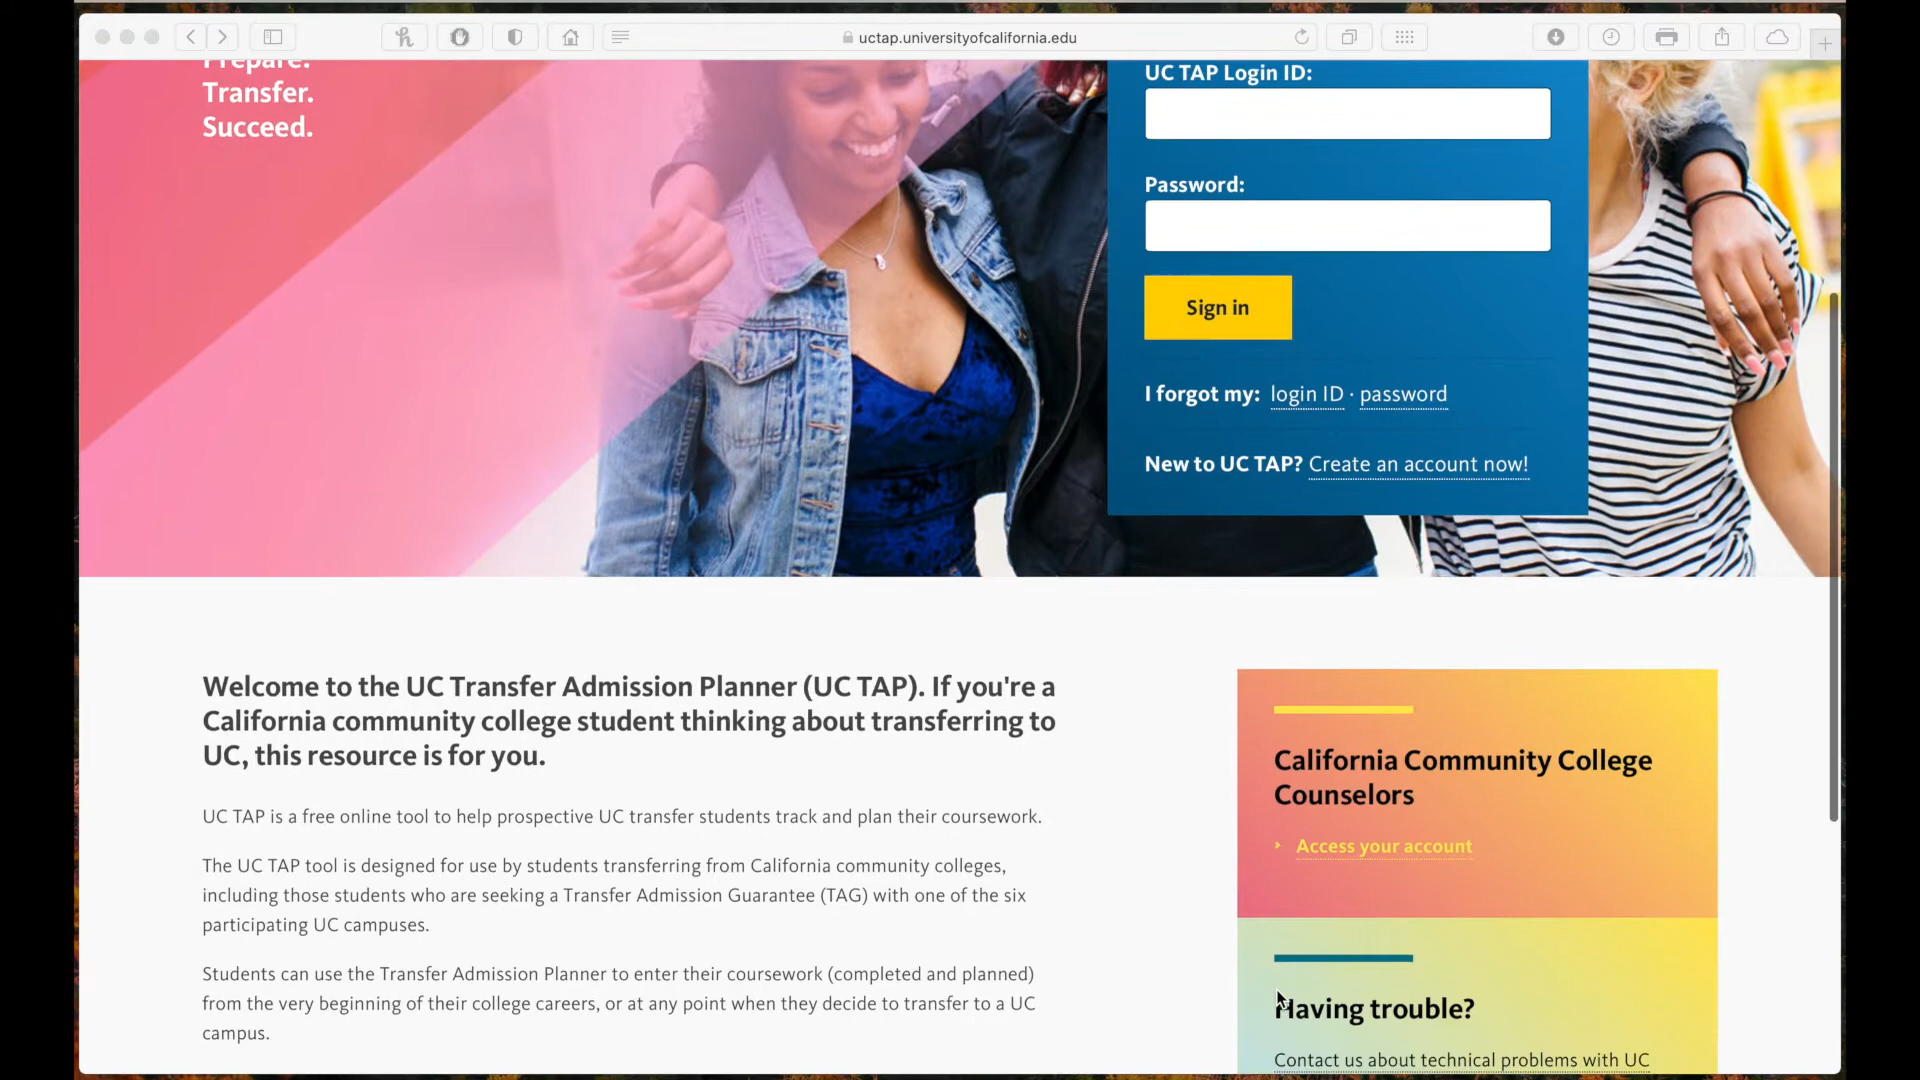 uctap.universityofcalifornia.edu
Prepare.
Transfer.
Succeed.
UC TAP Login ID:
Password:
Sign in
I forgot my: login ID · password
New to UC TAP? Create an account now!
Welcome to the UC Transfer Admission Planner (UC TAP). If you're a
California community college student thinking about transferring to
UC, this resource is for you.
UC TAP is a free online tool to help prospective UC transfer students track and plan their coursework.
The UC TAP tool is designed for use by students transferring from California community colleges,
including those students who are seeking a Transfer Admission Guarantee (TAG) with one of the six
participating UC campuses.
Students can use the Transfer Admission Planner to enter their coursework (completed and planned)
from the very beginning of their college careers, or at any point when they decide to transfer to a UC
campus.
California Community College
Counselors
Access your account
Having trouble?
Contact us about technical problems with UC